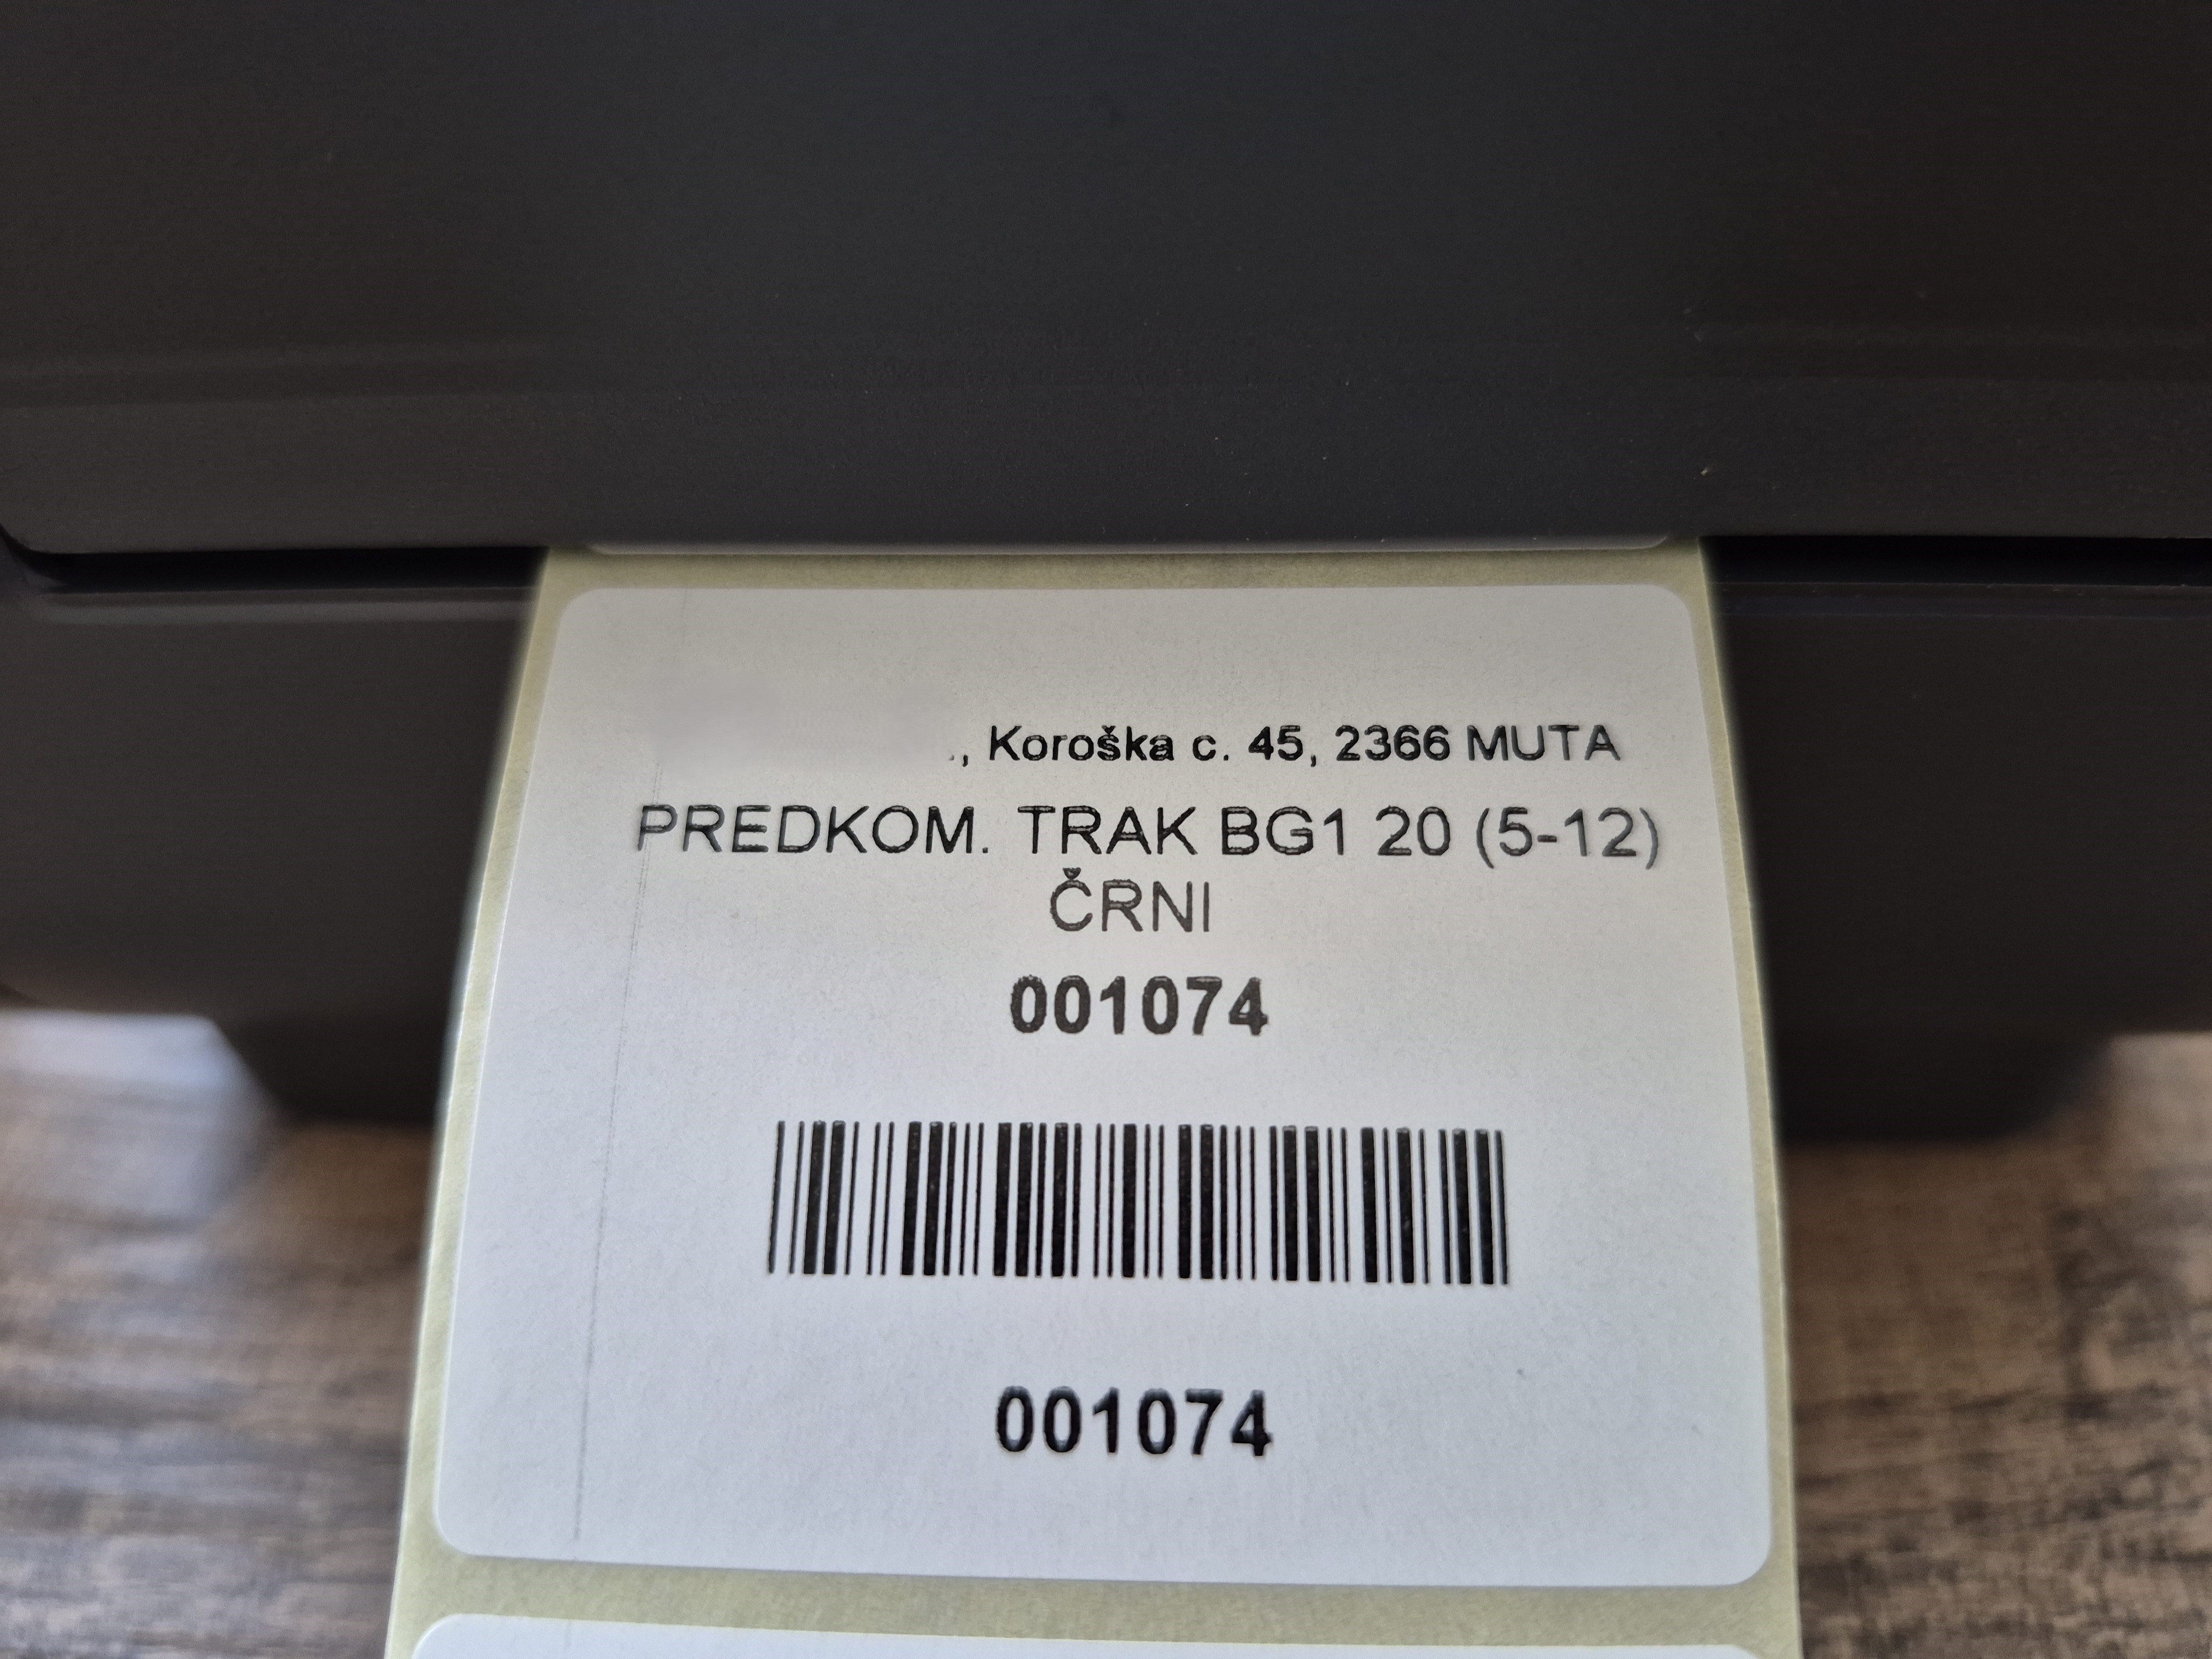 ., Koroška c. 45, 2366 MUTA
PREDKOM. TRAK BG1 20 (5-12)
ČRNI
001074
001074